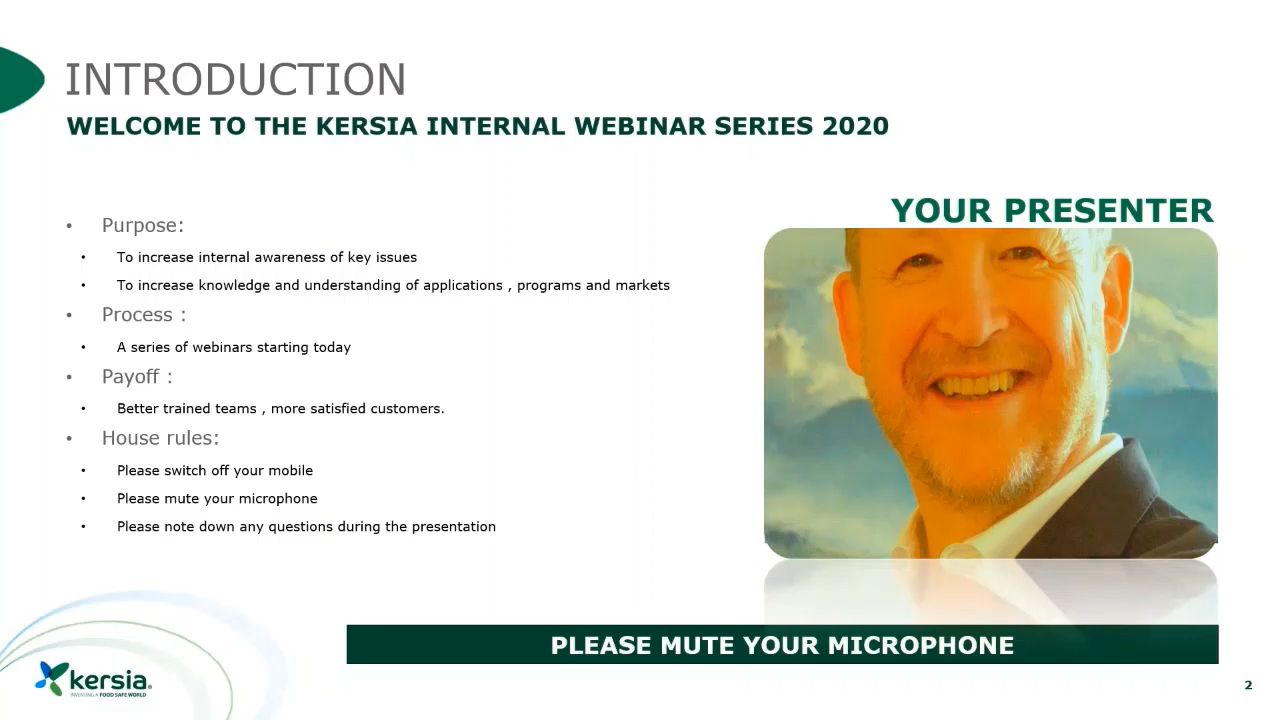 INTRODUCTION
WELCOME TO THE KERSIA INTERNAL WEBINAR SERIES 2020
YOUR PRESENTER
• Purpose:
• To increase internal awareness of key issues
• To increase knowledge and understanding of applications , programs and markets
• Process :
• A series of webinars starting today
• Payoff :
• Better trained teams , more satisfied customers.
• House rules:
• Please switch off your mobile
• Please mute your microphone
• Please note down any questions during the presentation
PLEASE MUTE YOUR MICROPHONE
kersia®
INVENTING A FOOD SAFE WORLD
2